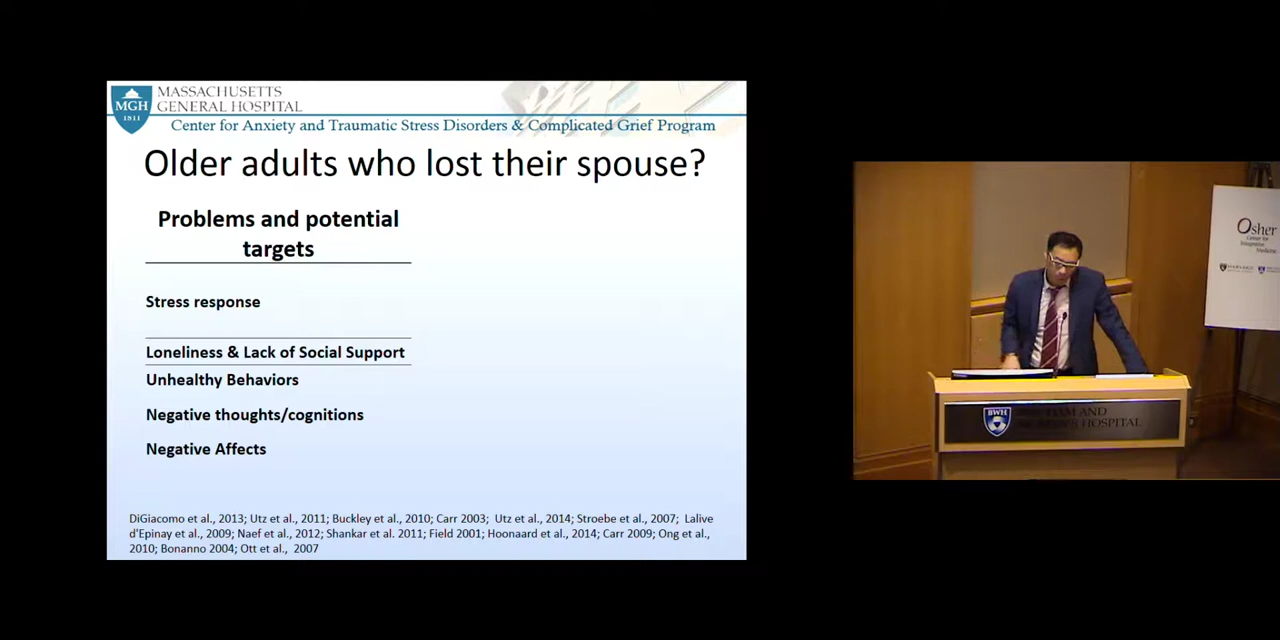 MASSACHUSETTS
GENERAL HOSPITAL
MGH
1811
Center for Anxiety and Traumatic Stress Disorders & Complicated Grief Program
Older adults who lost their spouse?
Problems and potential
targets
Stress response
Loneliness & Lack of Social Support
Unhealthy Behaviors
Negative thoughts/cognitions
Negative Affects
DiGiacomo et al., 2013; Utz et al., 2011; Buckley et al., 2010; Carr 2003; Utz et al., 2014; Stroebe et al., 2007; Lalive
d'Epinay et al., 2009; Naef et al., 2012; Shankar et al. 2011; Field 2001; Hoonaard et al., 2014; Carr 2009; Ong et al.,
2010; Bonanno 2004; Ott et al., 2007
Osher
Center for
Integrative
Medicine
BWH
AND
HOSPITAL